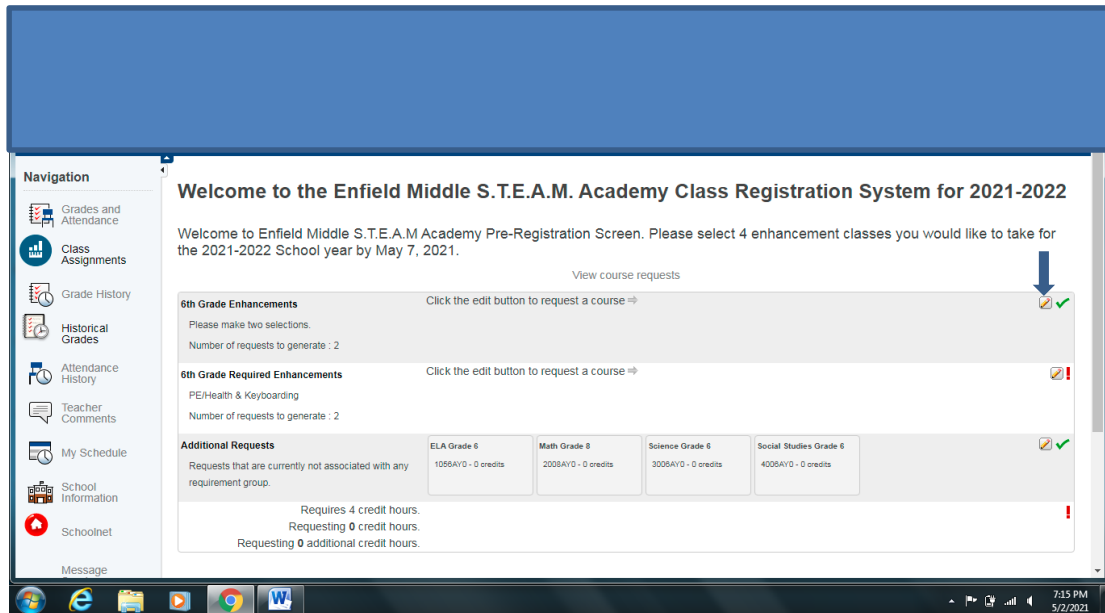 Navigation
Grades and
Attendance
Class
Assignments
Grade History
Historical
Grades
Attendance
History
Teacher
Comments
My Schedule
School
Information
Schoolnet
Message
Welcome to the Enfield Middle S.T.E.A.M. Academy Class Registration System for 2021-2022
Welcome to Enfield Middle S.T.E.A.M Academy Pre-Registration Screen. Please select 4 enhancement classes you would like to take for
the 2021-2022 School year by May 7, 2021.
View course requests
6th Grade Enhancements
Please make two selections.
Number of requests to generate : 2
Click the edit button to request a course ⇨
6th Grade Required Enhancements
PE/Health & Keyboarding
Number of requests to generate : 2
Click the edit button to request a course ⇨
Additional Requests
Requests that are currently not associated with any
requirement group.
ELA Grade 6
1056AY0 - 0 credits
Math Grade 8
2008AY0 - 0 credits
Science Grade 6
3006AY0 - 0 credits
Social Studies Grade 6
4006AY0 - 0 credits
Requires 4 credit hours.
Requesting 0 credit hours.
Requesting 0 additional credit hours.
7:15 PM
5/2/2021